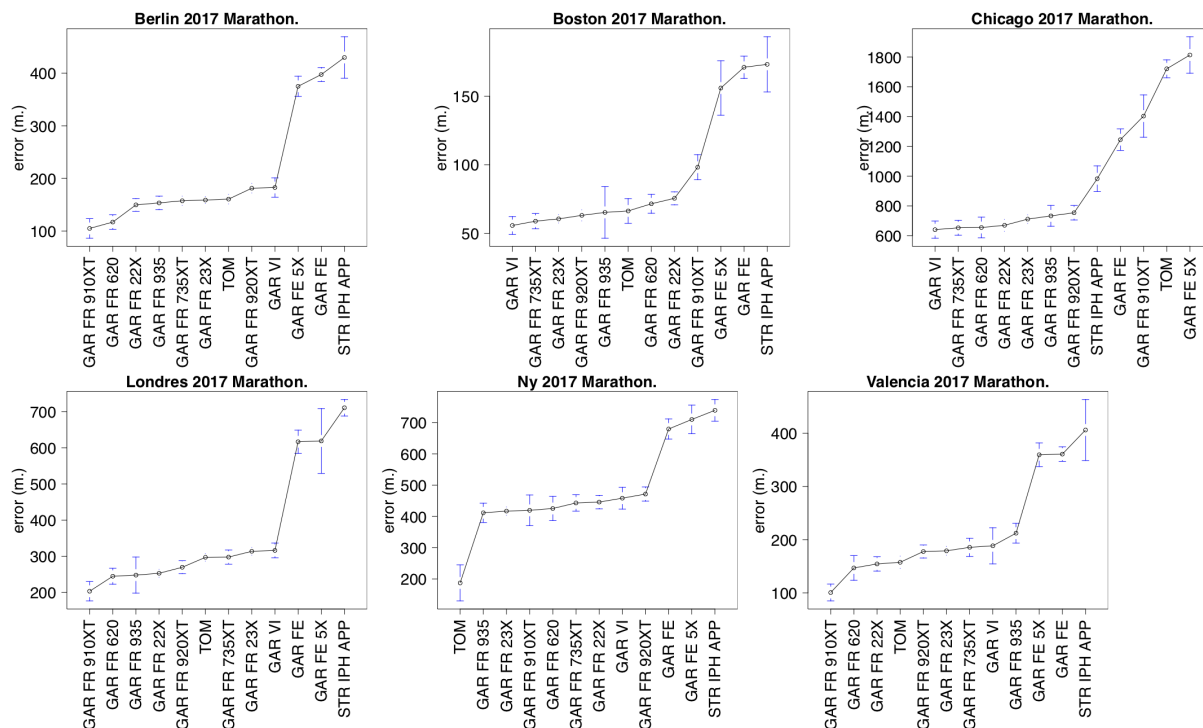 Berlin 2017 Marathon.
error (m.)
400
300
200
100
GAR FR 910XT
GAR FR 620
GAR FR 22X
GAR FR 935
GAR FR 735XT
GAR FR 23X
TOM
GAR FR 920XT
GAR VI
GAR FE 5X
GAR FE
STR IPH APP
Boston 2017 Marathon.
error (m.)
150
100
50
GAR VI
GAR FR 735XT
GAR FR 23X
GAR FR 920XT
GAR FR 935
TOM
GAR FR 620
GAR FR 22X
GAR FR 910XT
GAR FE 5X
GAR FE
STR IPH APP
Chicago 2017 Marathon.
error (m.)
1800
1600
1400
1200
1000
800
600
GAR VI
GAR FR 735XT
GAR FR 620
GAR FR 22X
GAR FR 23X
GAR FR 935
GAR FR 920XT
STR IPH APP
GAR FE
GAR FR 910XT
TOM
GAR FE 5X
Londres 2017 Marathon.
error (m.)
700
600
500
400
300
200
GAR FR 910XT
GAR FR 620
GAR FR 935
GAR FR 22X
GAR FR 920XT
TOM
GAR FR 735XT
GAR FR 23X
GAR VI
GAR FE
GAR FE 5X
STR IPH APP
Ny 2017 Marathon.
error (m.)
700
600
500
400
300
200
TOM
GAR FR 935
GAR FR 23X
GAR FR 910XT
GAR FR 620
GAR FR 735XT
GAR FR 22X
GAR VI
GAR FR 920XT
GAR FE
GAR FE 5X
STR IPH APP
Valencia 2017 Marathon.
error (m.)
400
300
200
100
GAR FR 910XT
GAR FR 620
GAR FR 22X
TOM
GAR FR 920XT
GAR FR 23X
GAR FR 735XT
GAR VI
GAR FR 935
GAR FE 5X
GAR FE
STR IPH APP